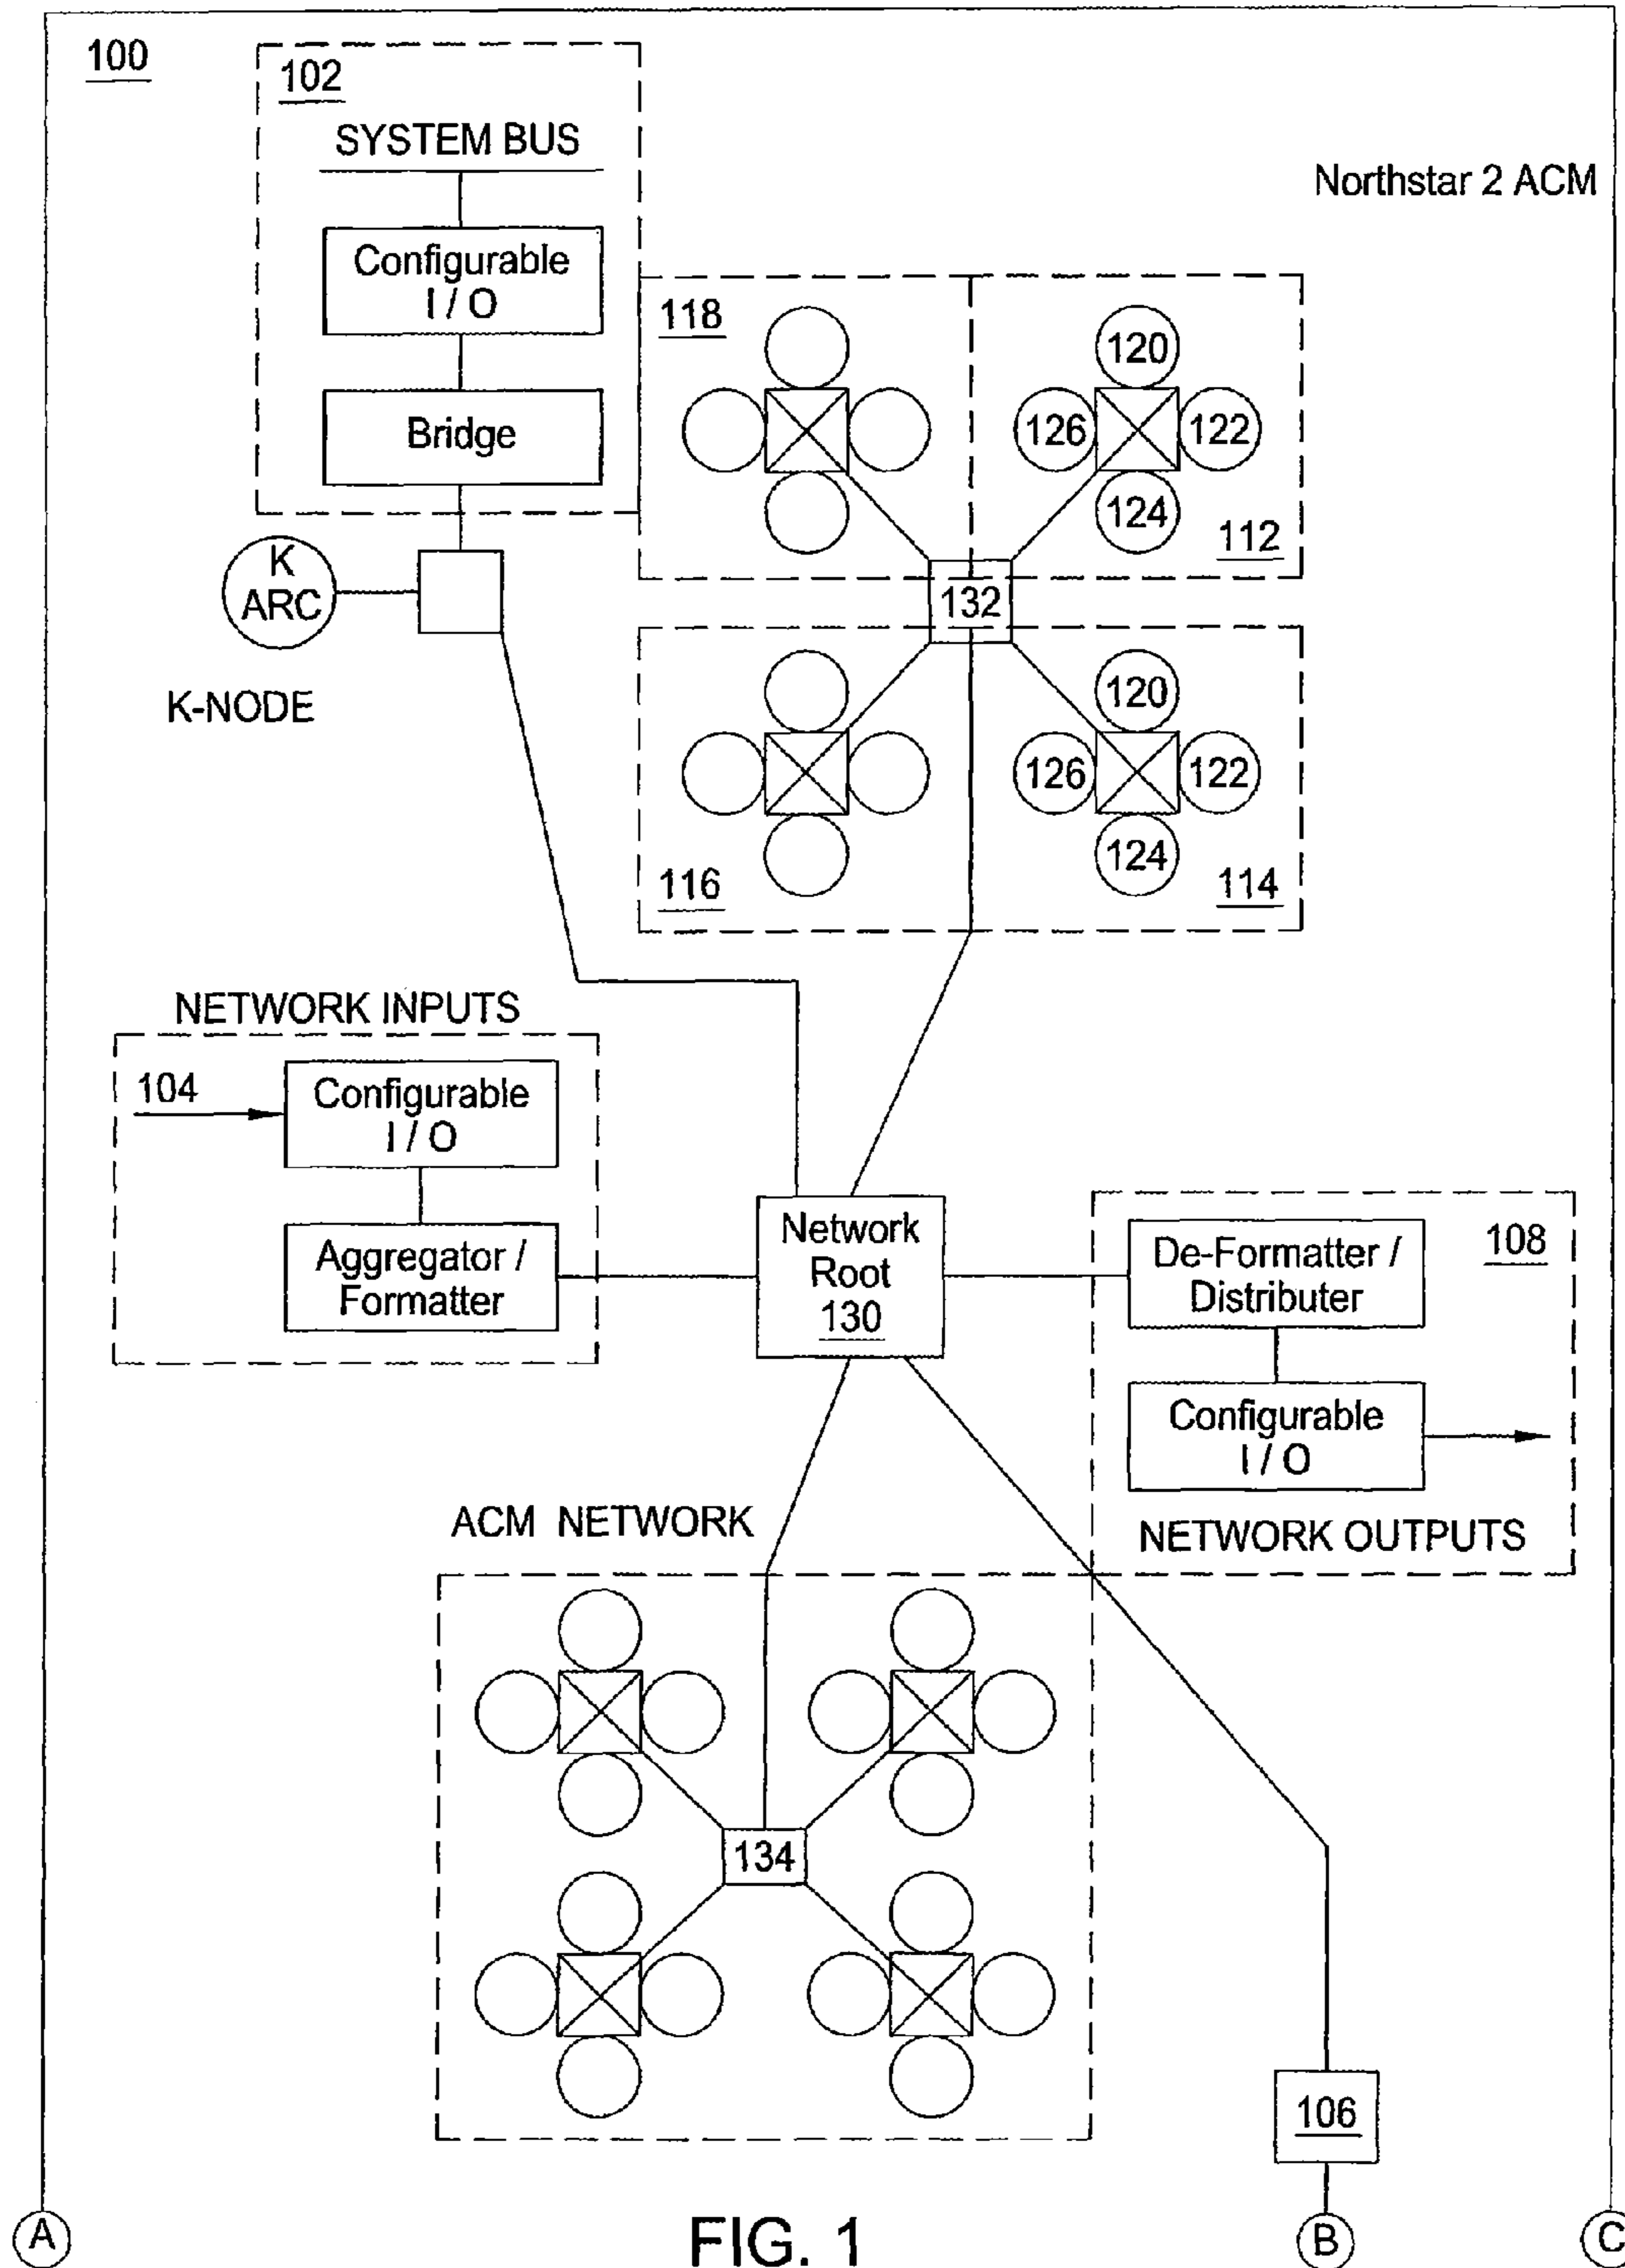 100
102
SYSTEM BUS
Configurable
I / O
Bridge
Northstar 2 ACM
118
120
126
122
124
112
K
ARC
132
K-NODE
120
126
122
124
116
114
NETWORK INPUTS
104
Configurable
I / O
Aggregator /
Formatter
Network
Root
130
De-Formatter /
Distributer
108
Configurable
I / O
NETWORK OUTPUTS
ACM NETWORK
134
106
A
B
C
FIG. 1